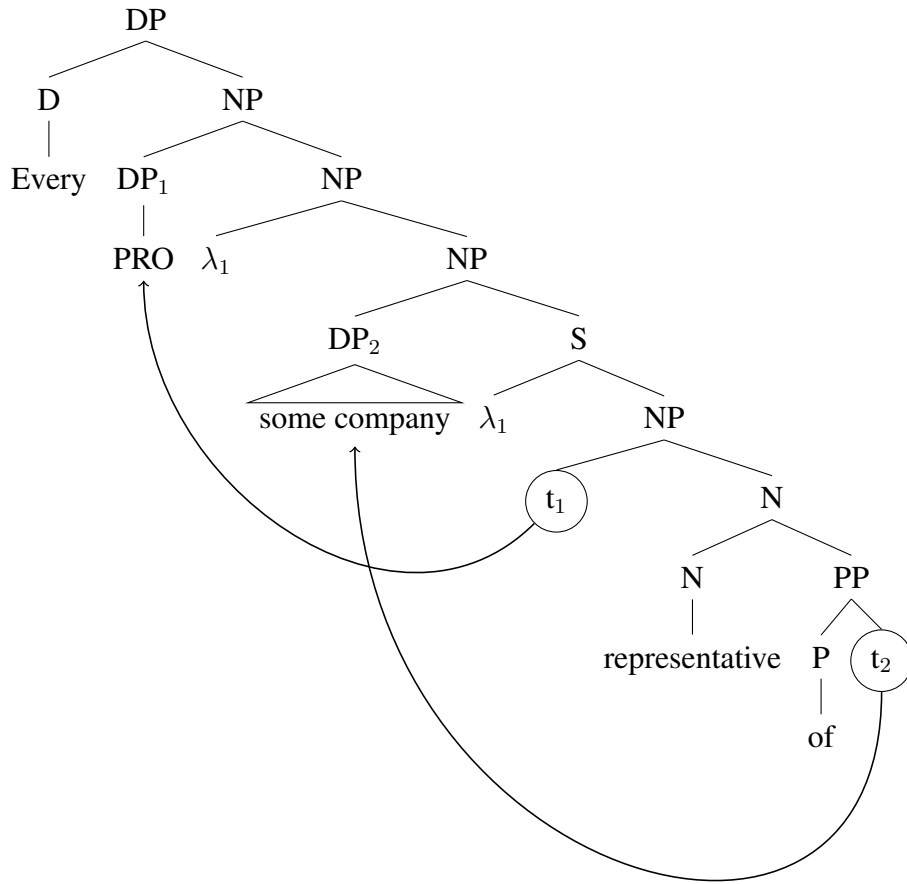 DP
D NP
Every DP₁ NP
PRO λ₁ NP
DP₂ S
some company λ₁ NP
t₁ N
N PP
representative P t₂
of